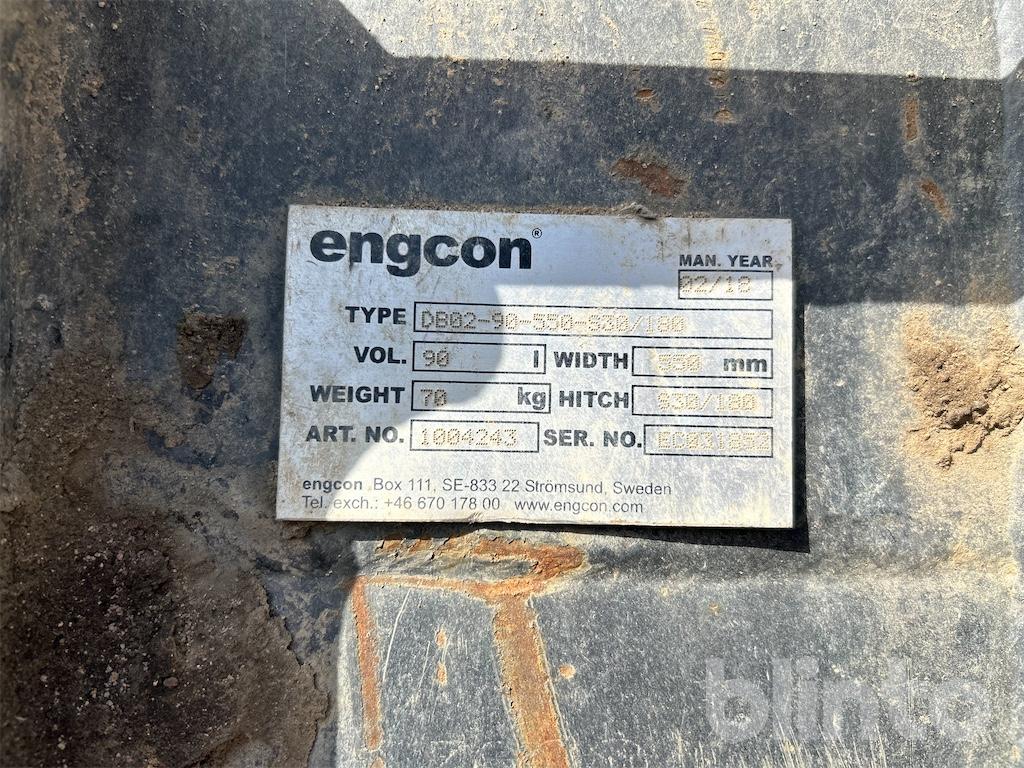 engcon®
MAN. YEAR
02/18
TYPE DB02-90-550-S30/180
VOL. 90 l WIDTH 550 mm
WEIGHT 70 kg HITCH S30/180
ART. NO. 1004243 SER. NO. EC031852
engcon Box 111, SE-833 22 Strömsund, Sweden
Tel. exch.: +46 670 178 00 www.engcon.com
blinto